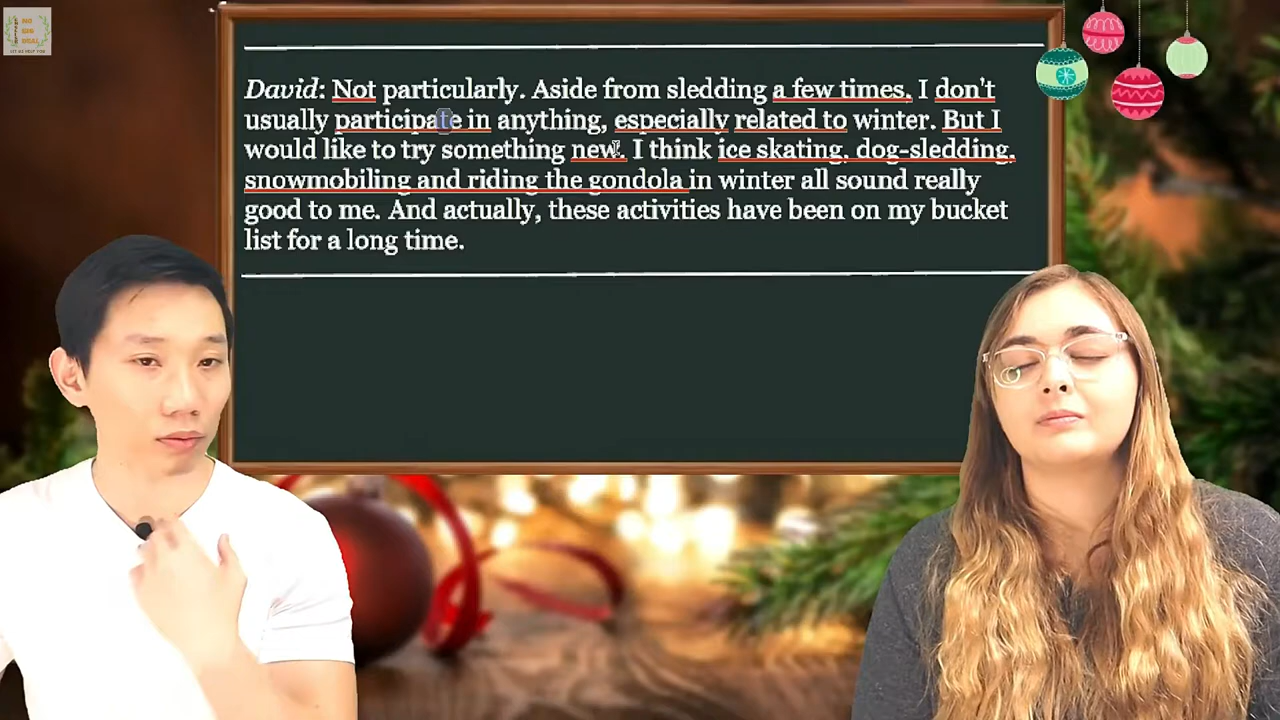 David: Not particularly. Aside from sledding a few times, I don't
usually participate in anything, especially related to winter. But I
would like to try something new. I think ice skating, dog-sledding,
snowmobiling and riding the gondola in winter all sound really
good to me. And actually, these activities have been on my bucket
list for a long time.